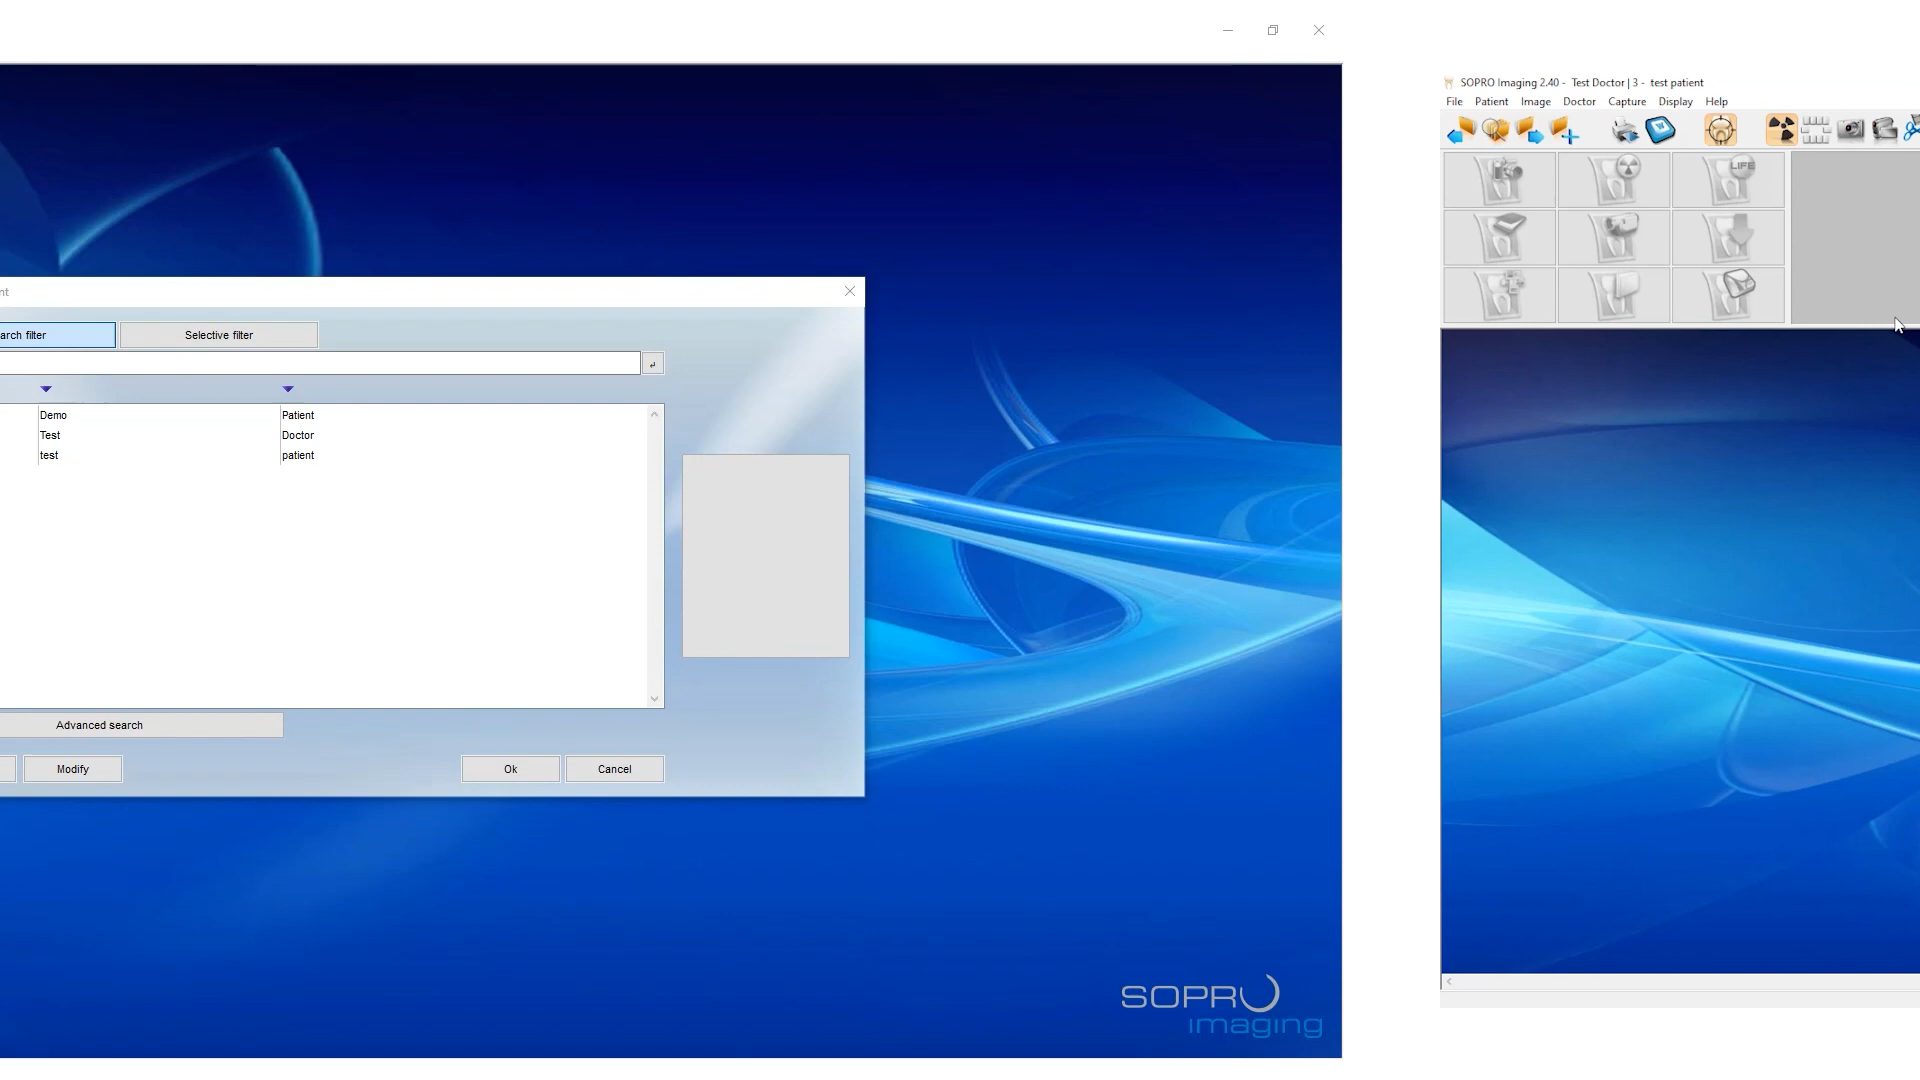 nt
arch filter
Selective filter
Demo Patient
Test Doctor
test patient
Advanced search
Modify
Ok
Cancel
SOPRO
imaging
SOPRO Imaging 2.40 - Test Doctor | 3 - test patient
File Patient Image Doctor Capture Display Help
LIFE